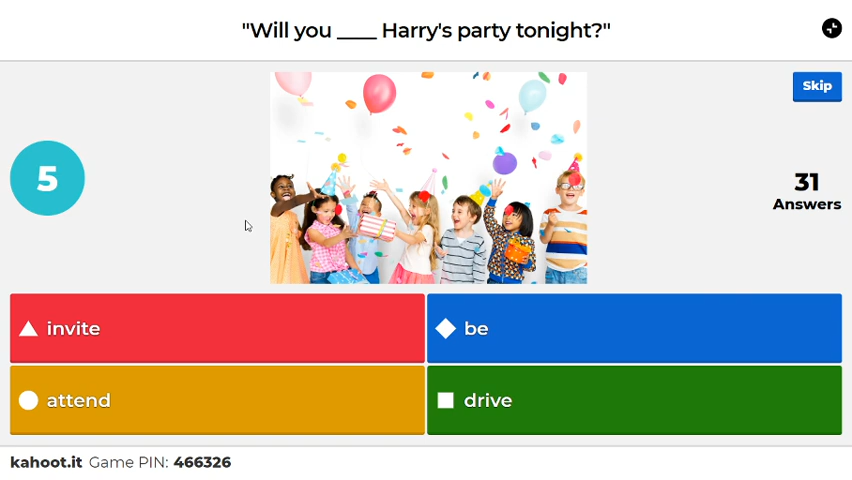 "Will you ____ Harry's party tonight?"
Skip
5
31
Answers
invite
be
attend
drive
kahoot.it Game PIN: 466326